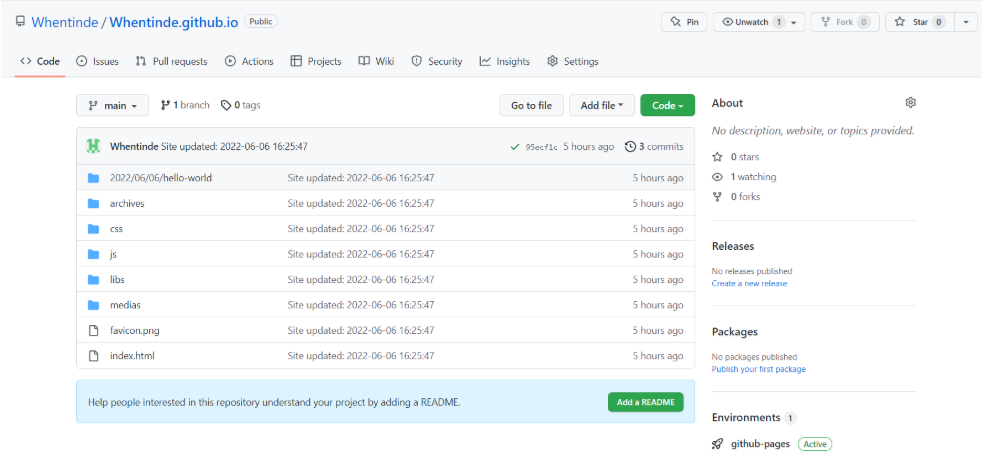 Whentinde / Whentinde.github.io Public
Pin
Unwatch 1
Fork 0
Star 0
Code
Issues
Pull requests
Actions
Projects
Wiki
Security
Insights
Settings
main
1 branch
0 tags
Go to file
Add file
Code
Whentinde Site updated: 2022-06-06 16:25:47
95ecf1c 5 hours ago
3 commits
2022/06/06/hello-world Site updated: 2022-06-06 16:25:47 5 hours ago
archives Site updated: 2022-06-06 16:25:47 5 hours ago
css Site updated: 2022-06-06 16:25:47 5 hours ago
js Site updated: 2022-06-06 16:25:47 5 hours ago
libs Site updated: 2022-06-06 16:25:47 5 hours ago
medias Site updated: 2022-06-06 16:25:47 5 hours ago
favicon.png Site updated: 2022-06-06 16:25:47 5 hours ago
index.html Site updated: 2022-06-06 16:25:47 5 hours ago
Help people interested in this repository understand your project by adding a README.
Add a README
About
No description, website, or topics provided.
0 stars
1 watching
0 forks
Releases
No releases published
Create a new release
Packages
No packages published
Publish your first package
Environments 1
github-pages Active